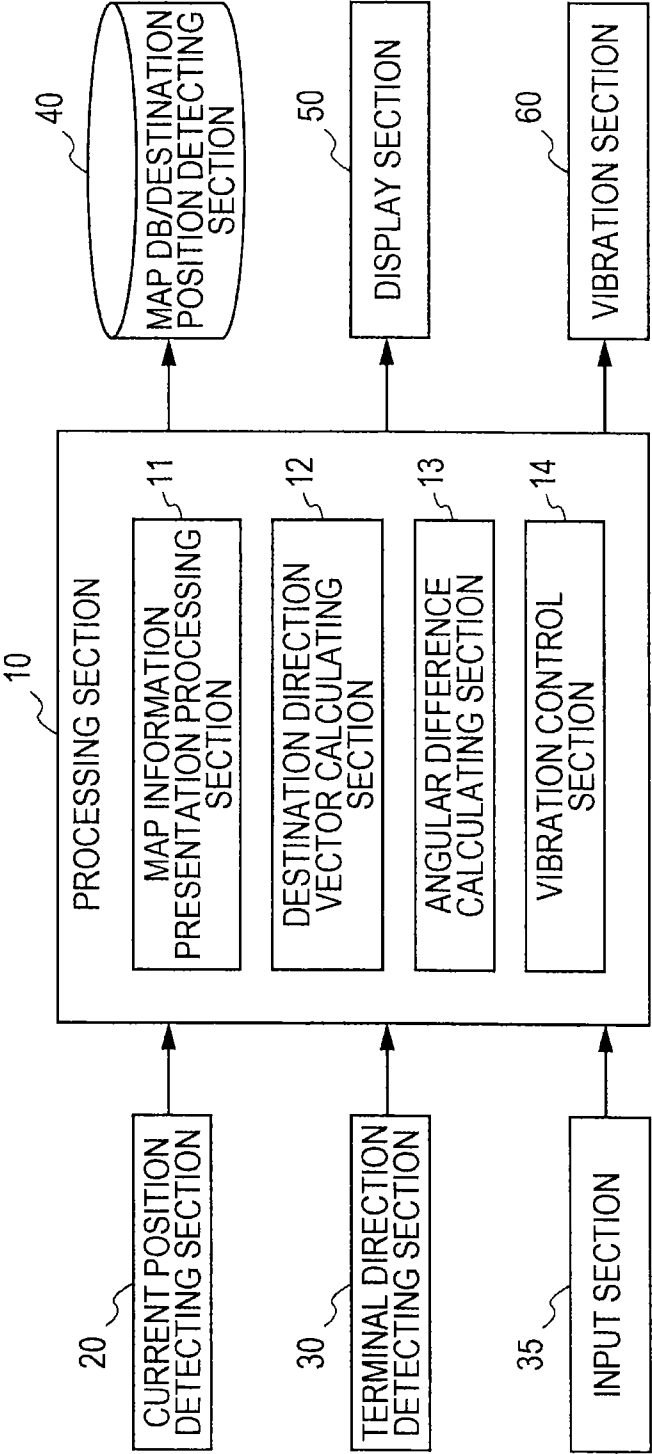 10
PROCESSING SECTION
20
CURRENT POSITION
DETECTING SECTION
30
TERMINAL DIRECTION
DETECTING SECTION
35
INPUT SECTION
11
MAP INFORMATION
PRESENTATION PROCESSING
SECTION
12
DESTINATION DIRECTION
VECTOR CALCULATING
SECTION
13
ANGULAR DIFFERENCE
CALCULATING SECTION
14
VIBRATION CONTROL
SECTION
40
MAP DB/DESTINATION
POSITION DETECTING
SECTION
50
DISPLAY SECTION
60
VIBRATION SECTION